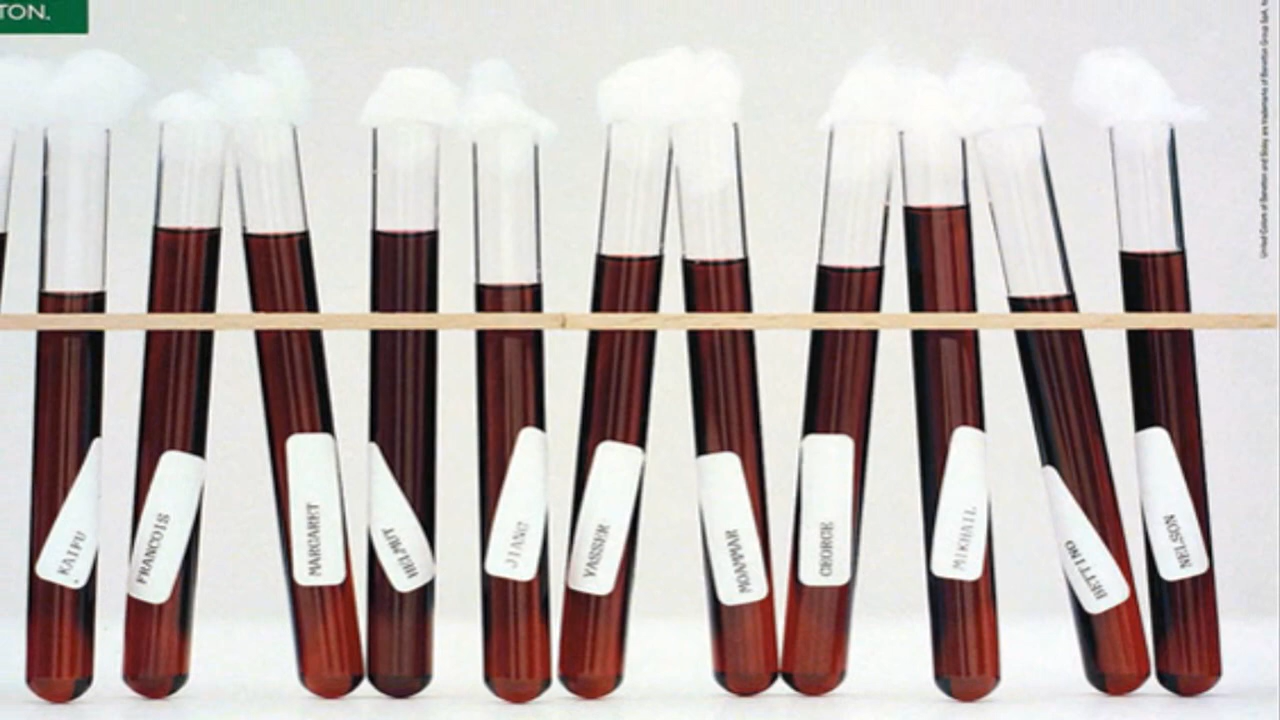 TON.
KAIFU
FRANCOIS
MARGARET
HELMUT
JIANG
YASSER
MOAMMAR
GEORGE
MIKHAIL
BETTINO
NELSON